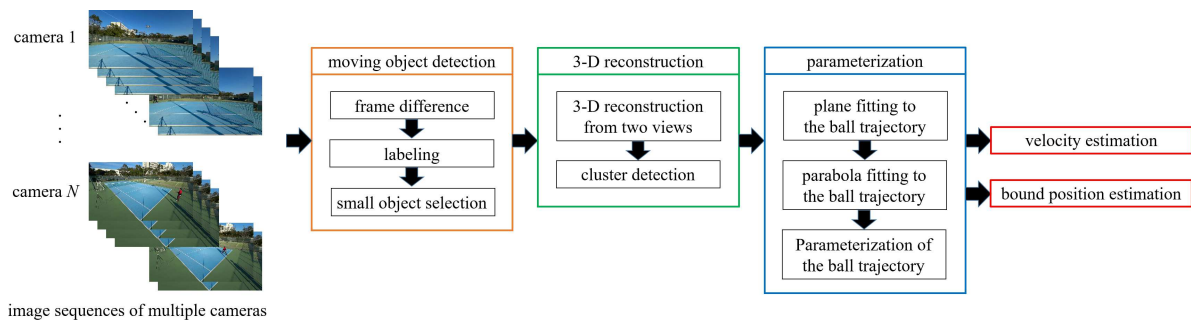 camera 1
camera N
image sequences of multiple cameras
moving object detection
frame difference
labeling
small object selection
3-D reconstruction
3-D reconstruction
from two views
cluster detection
parameterization
plane fitting to
the ball trajectory
parabola fitting to
the ball trajectory
Parameterization of
the ball trajectory
velocity estimation
bound position estimation